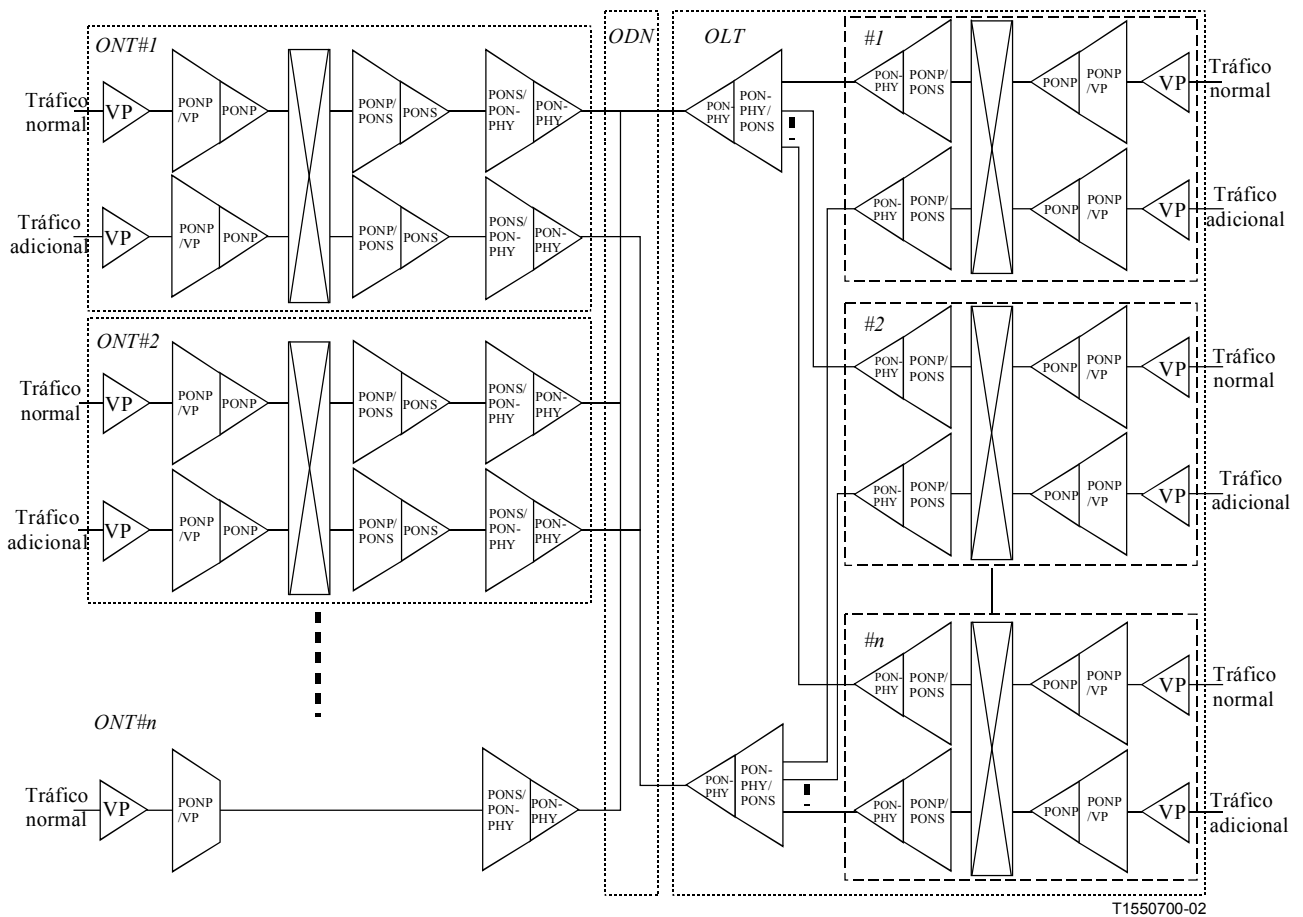 ONT#1
Tráfico
normal
VP
PONP
/VP
PONP
PONP/
PONS
PONS
PONS/
PON-
PHY
PON-
PHY
Tráfico
adicional
VP
PONP
/VP
PONP
PONP/
PONS
PONS
PONS/
PON-
PHY
PON-
PHY
ONT#2
Tráfico
normal
VP
PONP
/VP
PONP
PONP/
PONS
PONS
PONS/
PON-
PHY
PON-
PHY
Tráfico
adicional
VP
PONP
/VP
PONP
PONP/
PONS
PONS
PONS/
PON-
PHY
PON-
PHY
ONT#n
Tráfico
normal
VP
PONP
/VP
PONS/
PON-
PHY
PON-
PHY
ODN
OLT
PON-
PHY
PON-
PHY/
PONS
PON-
PHY
PON-
PHY/
PONS
#1
PON-
PHY
PONP/
PONS
PONP
PONP
/VP
VP
Tráfico
normal
PON-
PHY
PONP/
PONS
PONP
PONP
/VP
VP
Tráfico
adicional
#2
PON-
PHY
PONP/
PONS
PONP
PONP
/VP
VP
Tráfico
normal
PON-
PHY
PONP/
PONS
PONP
PONP
/VP
VP
Tráfico
adicional
#n
PON-
PHY
PONP/
PONS
PONP
PONP
/VP
VP
Tráfico
normal
PON-
PHY
PONP/
PONS
PONP
PONP
/VP
VP
Tráfico
adicional
T1550700-02